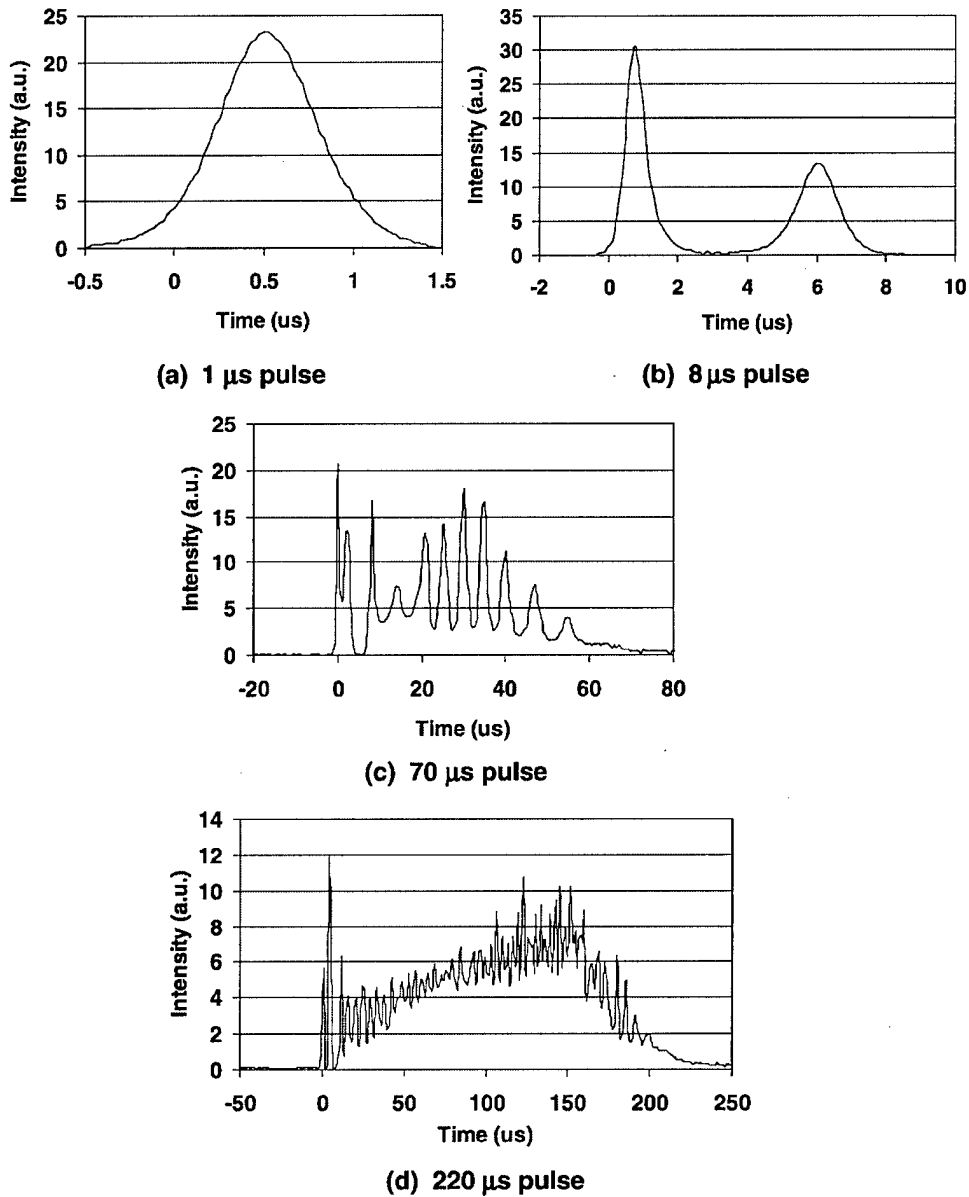 25
20
15
10
5
0
Intensity (a.u.)
-0.5 0 0.5 1 1.5
Time (us)
(a) 1 µs pulse
35
30
25
20
15
10
5
0
Intensity (a.u.)
-2 0 2 4 6 8 10
Time (us)
(b) 8 µs pulse
25
20
15
10
5
0
Intensity (a.u.)
-20 0 20 40 60 80
Time (us)
(c) 70 µs pulse
14
12
10
8
6
4
2
0
Intensity (a.u.)
-50 0 50 100 150 200 250
Time (us)
(d) 220 µs pulse